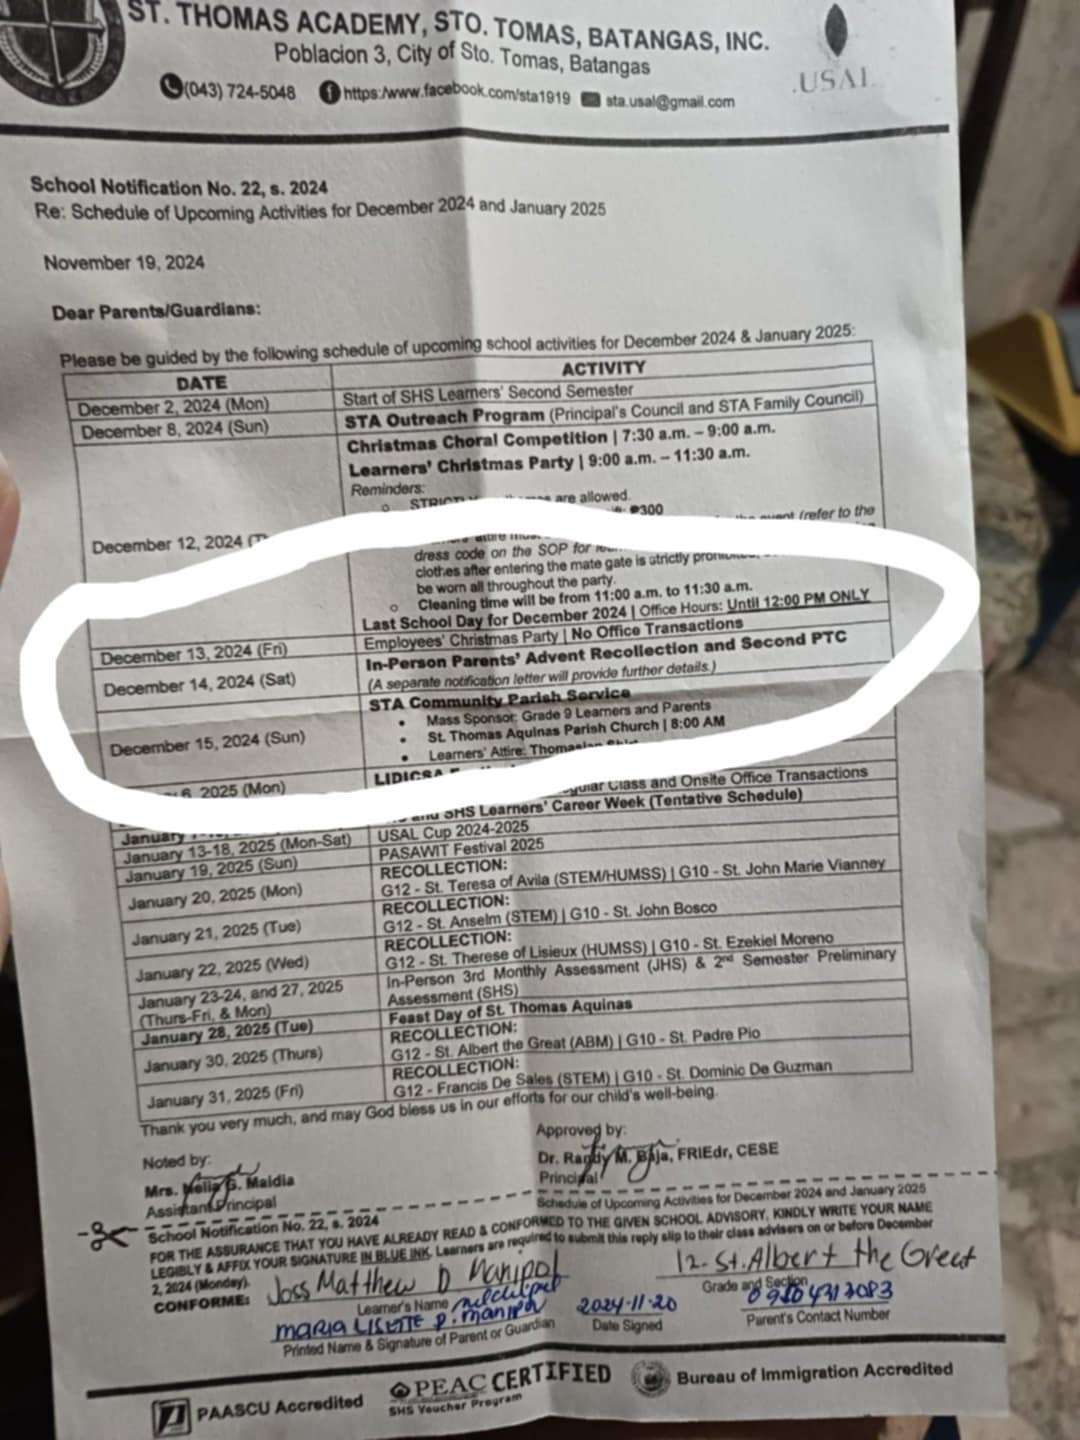 ST. THOMAS ACADEMY, STO. TOMAS, BATANGAS, INC.
Poblacion 3, City of Sto. Tomas, Batangas
(043) 724-5048 https:/www.facebook.com/sta1919 sta.usal@gmail.com
USAL
School Notification No. 22, s. 2024
Re: Schedule of Upcoming Activities for December 2024 and January 2025
November 19, 2024
Dear Parents/Guardians:
Please be guided by the following schedule of upcoming school activities for December 2024 & January 2025:
DATE ACTIVITY
December 2, 2024 (Mon) Start of SHS Learners' Second Semester
December 8, 2024 (Sun) STA Outreach Program (Principal's Council and STA Family Council)
Christmas Choral Competition | 7:30 a.m. – 9:00 a.m.
Learners' Christmas Party | 9:00 a.m. – 11:30 a.m.
Reminders:
o are allowed.
₱300
event (refer to the
December 12, 2024
dress code on the SOP for
clothes after entering the mate gate is strictly
be worn all throughout the party.
o Cleaning time will be from 11:00 a.m. to 11:30 a.m.
Last School Day for December 2024 | Office Hours: Until 12:00 PM ONLY
December 13, 2024 (Fri) Employees' Christmas Party | No Office Transactions
December 14, 2024 (Sat) In-Person Parents' Advent Recollection and Second PTC
(A separate notification letter will provide further details.)
December 15, 2024 (Sun) STA Community Parish Service
• Mass Sponsor: Grade 9 Learners and Parents
• St. Thomas Aquinas Parish Church | 8:00 AM
• Learners' Attire:
6, 2025 (Mon) LIDICSA
Class and Onsite Office Transactions
January and SHS Learners' Career Week (Tentative Schedule)
January 13-18, 2025 (Mon-Sat) USAL Cup 2024-2025
January 19, 2025 (Sun) PASAWIT Festival 2025
January 20, 2025 (Mon) RECOLLECTION:
G12 - St. Teresa of Avila (STEM/HUMSS) | G10 - St. John Marie Vianney
January 21, 2025 (Tue) RECOLLECTION:
G12 - St. Anselm (STEM) | G10 - St. John Bosco
January 22, 2025 (Wed) RECOLLECTION:
G12 - St. Therese of Lisieux (HUMSS) | G10 - St. Ezekiel Moreno
January 23-24, and 27, 2025 In-Person 3rd Monthly Assessment (JHS) & 2nd Semester Preliminary
(Thurs-Fri, & Mon) Assessment (SHS)
January 28, 2025 (Tue) Feast Day of St. Thomas Aquinas
January 30, 2025 (Thurs) RECOLLECTION:
G12 - St. Albert the Great (ABM) | G10 - St. Padre Pio
January 31, 2025 (Fri) RECOLLECTION:
G12 - Francis De Sales (STEM) | G10 - St. Dominic De Guzman
Thank you very much, and may God bless us in our efforts for our child's well-being.
Noted by: Approved by:
Mrs. Nelia G. Maldia Dr. Randy M. Baja, FRIEdr, CESE
Assistant Principal Principal
School Notification No. 22, s. 2024 Schedule of Upcoming Activities for December 2024 and January 2025
FOR THE ASSURANCE THAT YOU HAVE ALREADY READ & CONFORMED TO THE GIVEN SCHOOL ADVISORY, KINDLY WRITE YOUR NAME
LEGIBLY & AFFIX YOUR SIGNATURE IN BLUE INK. Learners are required to submit this reply slip to their class advisers on or before December
2, 2024 (Monday).
CONFORME: Joss Matthew D Manipol 12-St. Albert the Great
Learner's Name Grade and Section
MARIA LISETTE D. MANIPOL 2024-11-20
Printed Name & Signature of Parent or Guardian Date Signed Parent's Contact Number
PAASCU Accredited PEAC CERTIFIED Bureau of Immigration Accredited
SHS Voucher Program